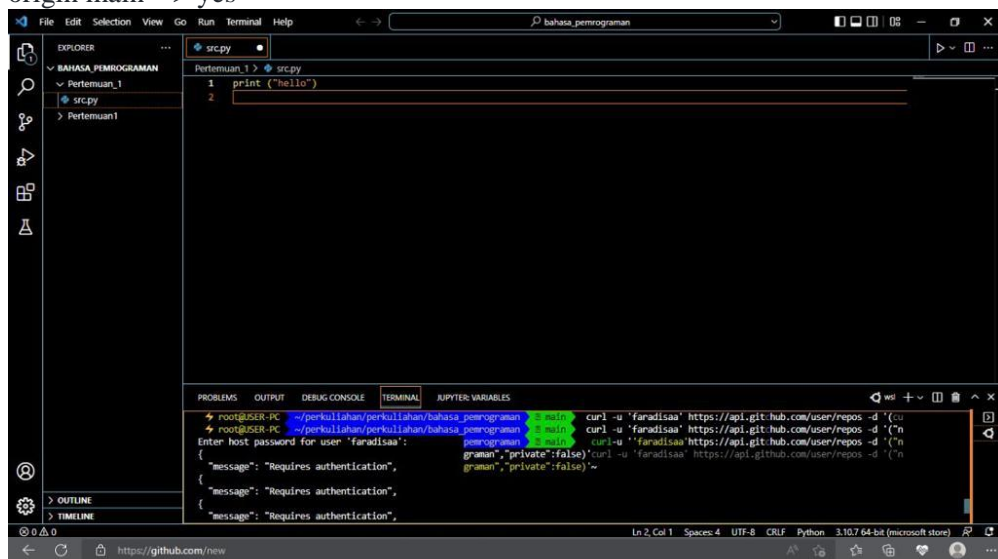 origin main -> yes
File Edit Selection View Go Run Terminal Help
bahasa_pemrograman
EXPLORER
src.py
BAHASA_PEMROGRAMAN
Pertemuan_1 > src.py
Pertemuan_1
1 print ("hello")
src.py
2
Pertemuan1
PROBLEMS OUTPUT DEBUG CONSOLE TERMINAL JUPYTER: VARIABLES
wsl
root@USER-PC ~/perkuliahan/perkuliahan/bahasa_pemrograman main curl -u 'faradisaa' https://api.github.com/user/repos -d '(cu
root@USER-PC ~/perkuliahan/perkuliahan/bahasa_pemrograman main curl -u 'faradisaa' https://api.github.com/user/repos -d '("n
Enter host password for user 'faradisaa': pemrograman main curl-u ''faradisaa'https://api.github.com/user/repos -d '("n
{ graman","private":false)'curl -u 'faradisaa' https://api.github.com/user/repos -d '("n
"message": "Requires authentication", graman","private":false)'~
{
"message": "Requires authentication",
{
"message": "Requires authentication",
OUTLINE
TIMELINE
0 0 Ln 2, Col 1 Spaces: 4 UTF-8 CRLF Python 3.10.7 64-bit (microsoft store)
https://github.com/new